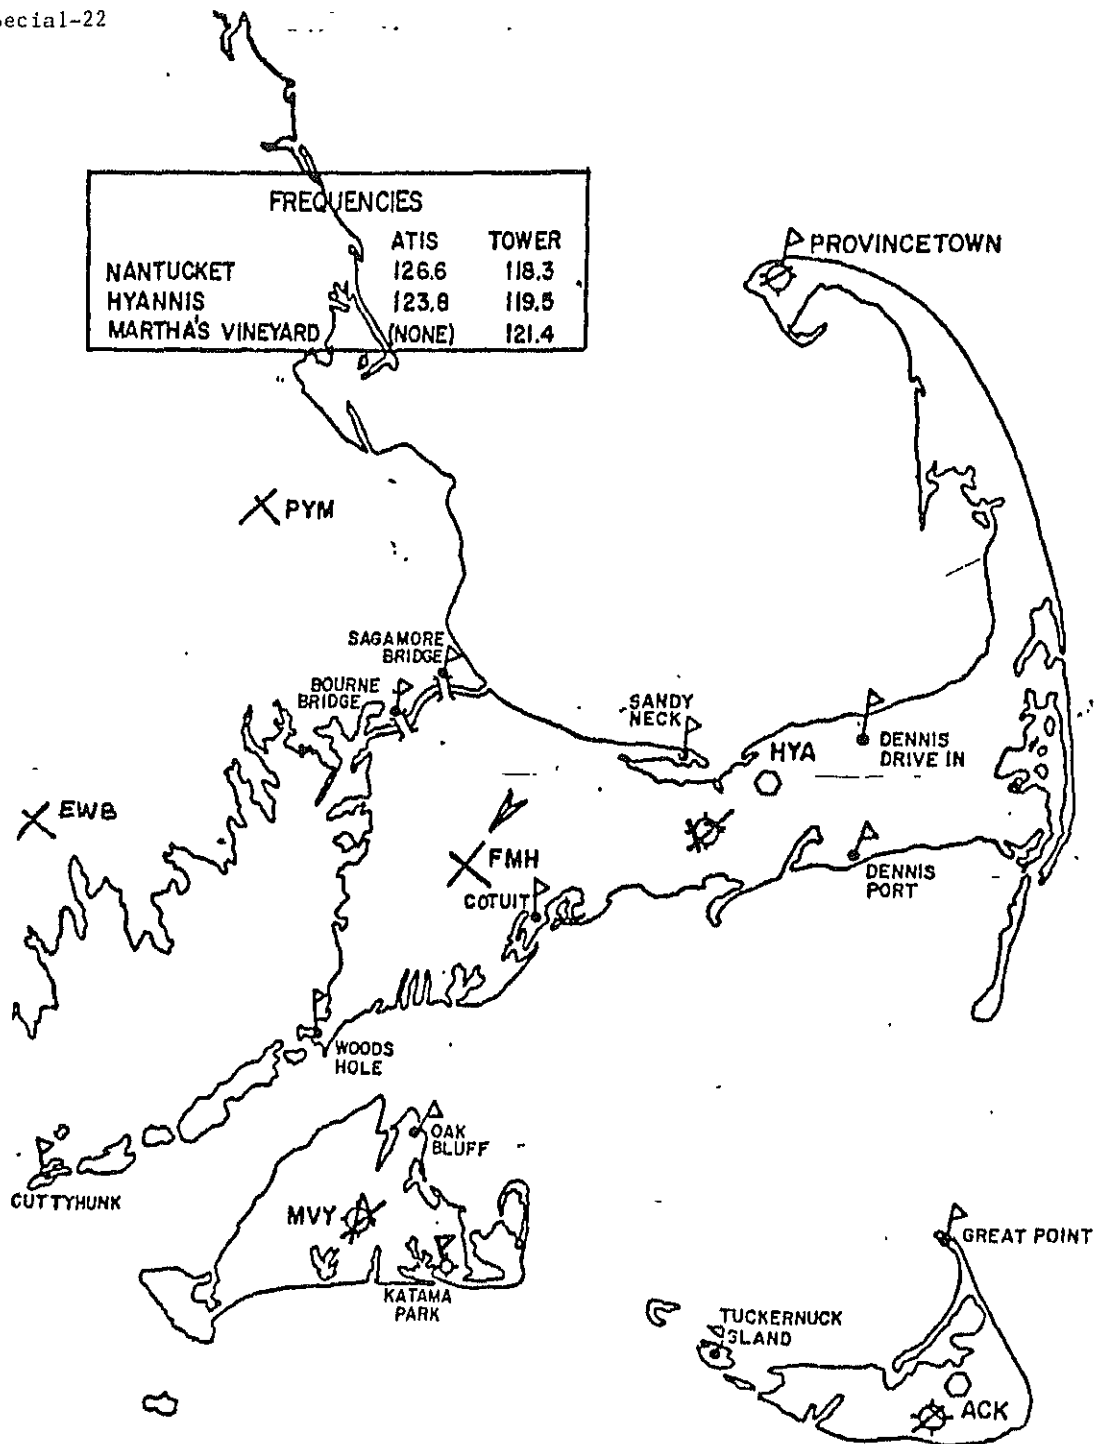 FREQUENCIES
ATIS TOWER
NANTUCKET 126.6 118.3
HYANNIS 123.8 119.5
MARTHA'S VINEYARD (NONE) 121.4
PROVINCETOWN
PYM
SAGAMORE
BRIDGE
BOURNE
BRIDGE
SANDY
NECK
HYA
DENNIS
DRIVE IN
EWB
FMH
COTUIT
DENNIS
PORT
WOODS
HOLE
OAK
BLUFF
CUTTYHUNK
MVY
KATAMA
PARK
GREAT POINT
TUCKERNUCK
ISLAND
ACK